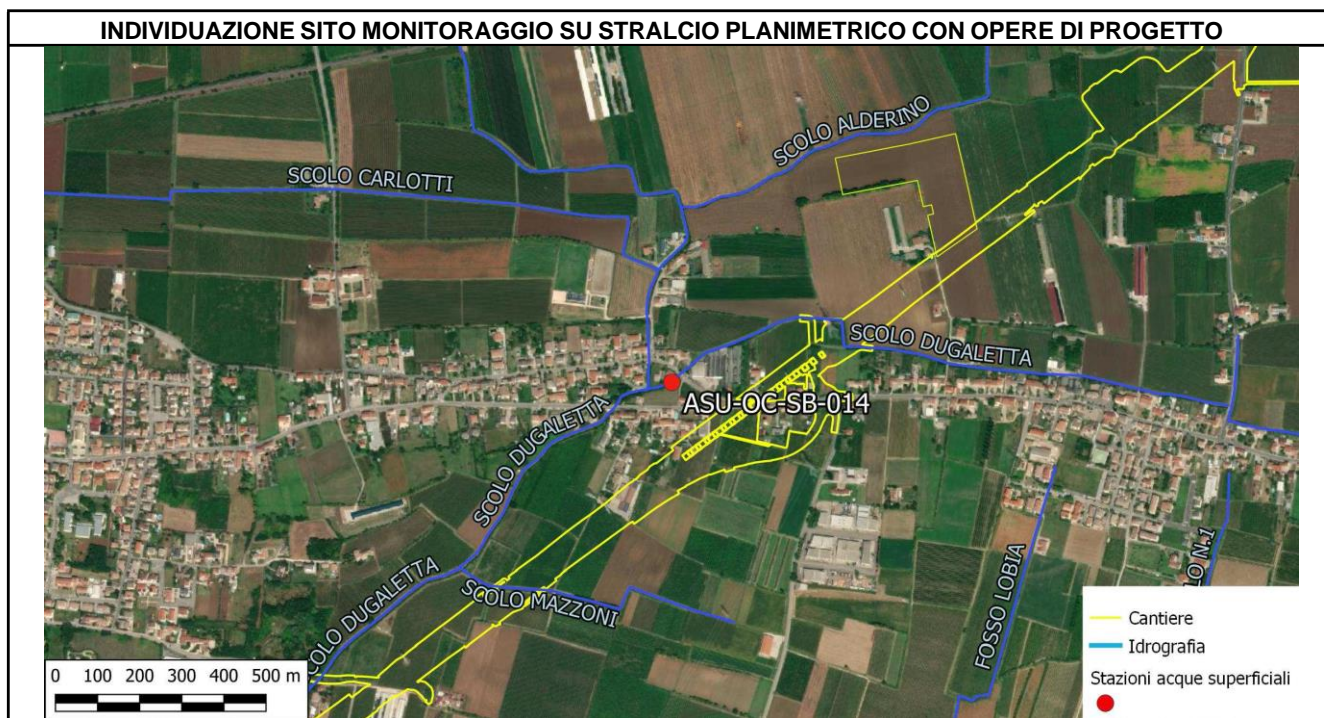 INDIVIDUAZIONE SITO MONITORAGGIO SU STRALCIO PLANIMETRICO CON OPERE DI PROGETTO
SCOLO ALDERINO
SCOLO CARLOTTI
SCOLO DUGALETTA
ASU-OC-SB-014
SCOLO DUGALETTA
SCOLO DUGALETTA
SCOLO MAZZONI
FOSSO LOBIA
LO N.1
0 100 200 300 400 500 m
Cantiere
Idrografia
Stazioni acque superficiali